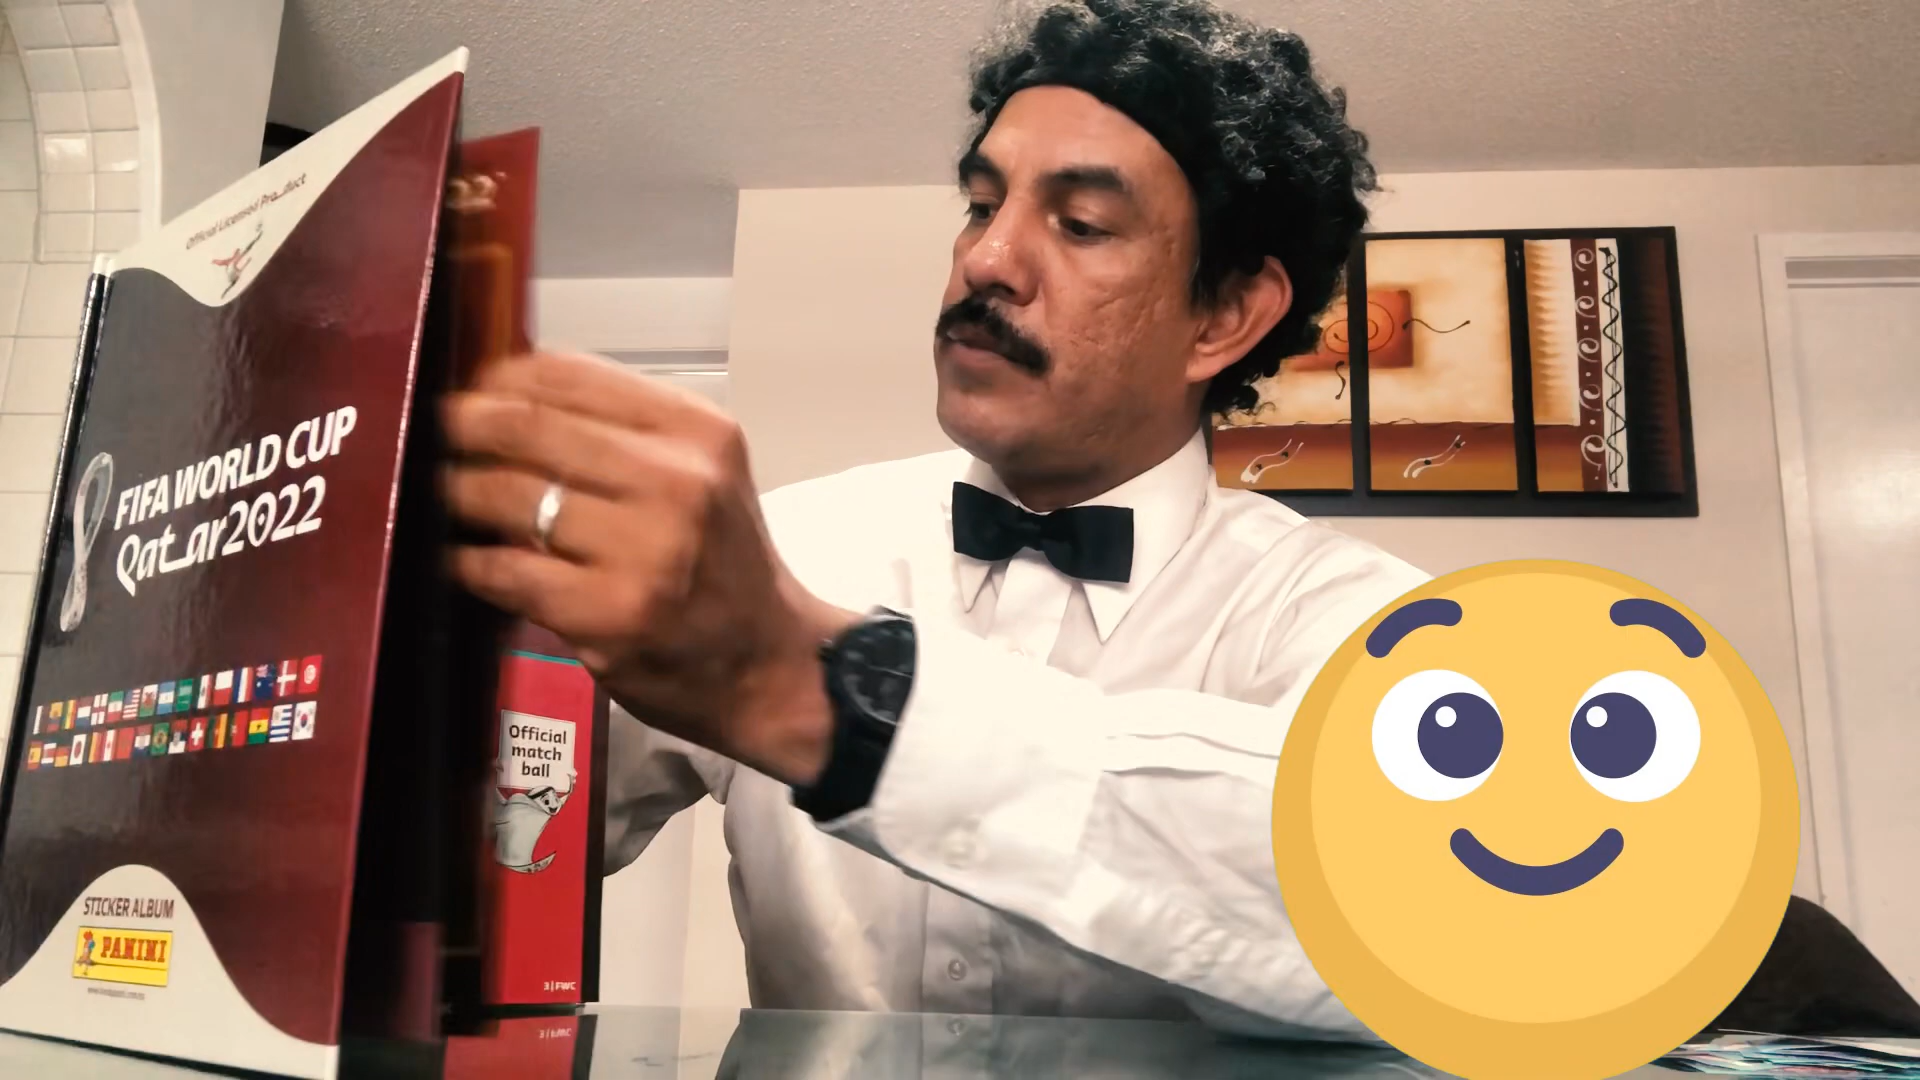 Official Licensed Product
FIFA WORLD CUP
Qatar2022
STICKER ALBUM
PANINI
Official
match
ball
3 | FWC